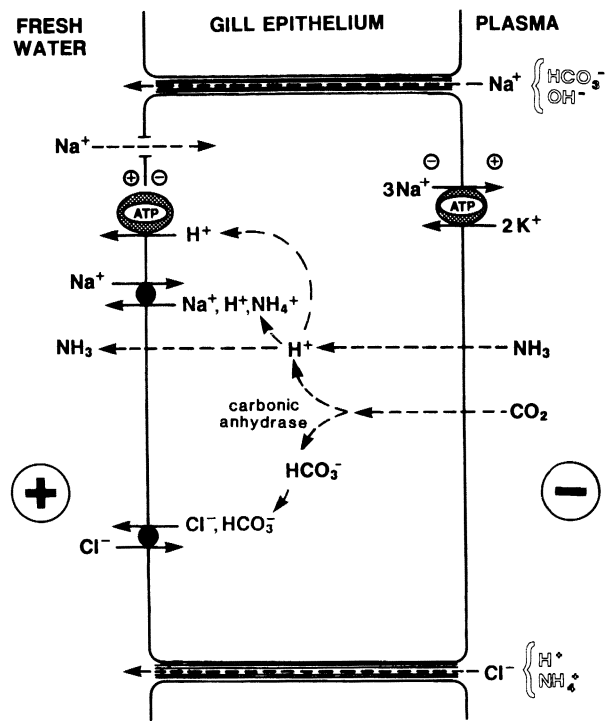 FRESH WATER
GILL EPITHELIUM
PLASMA
Na⁺ { HCO₃⁻
OH⁻
Na⁺
⊕ ⊖
⊖ ⊕
ATP
3Na⁺
ATP
H⁺
2K⁺
Na⁺
Na⁺, H⁺, NH₄⁺
NH₃
H⁺
NH₃
carbonic
anhydrase
CO₂
HCO₃⁻
+
−
Cl⁻, HCO₃⁻
Cl⁻
Cl⁻ { H⁺
NH₄⁺